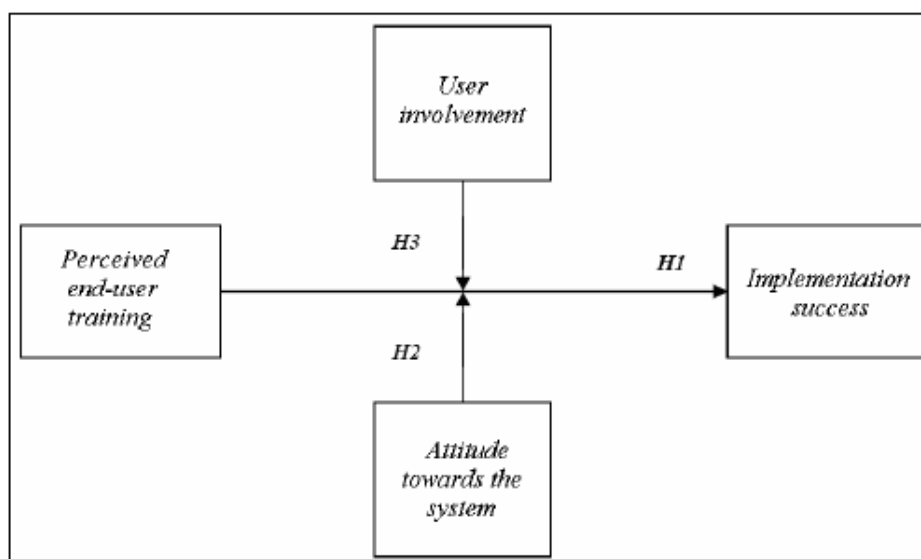 User
involvement
H3
H1
Perceived
end-user
training
Implementation
success
H2
Attitude
towards the
system